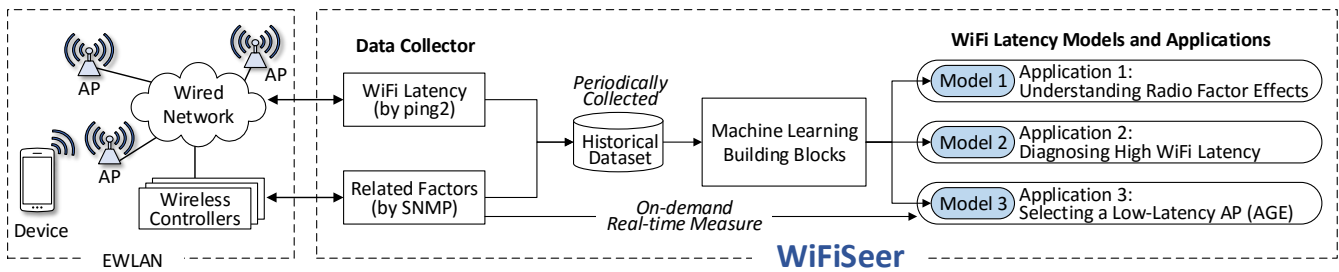 AP
AP
Wired
Network
AP
Wireless
Controllers
Device
EWLAN
Data Collector
WiFi Latency
(by ping2)
Related Factors
(by SNMP)
Periodically
Collected
Historical
Dataset
Machine Learning
Building Blocks
On-demand
Real-time Measure
WiFi Latency Models and Applications
Model 1
Application 1:
Understanding Radio Factor Effects
Model 2
Application 2:
Diagnosing High WiFi Latency
Model 3
Application 3:
Selecting a Low-Latency AP (AGE)
WiFiSeer